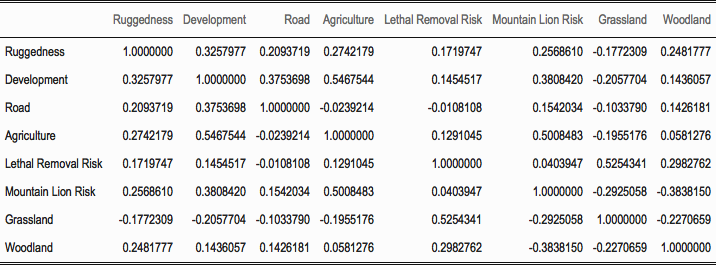 Ruggedness Development Road Agriculture Lethal Removal Risk Mountain Lion Risk Grassland Woodland
Ruggedness 1.0000000 0.3257977 0.2093719 0.2742179 0.1719747 0.2568610 -0.1772309 0.2481777
Development 0.3257977 1.0000000 0.3753698 0.5467544 0.1454517 0.3808420 -0.2057704 0.1436057
Road 0.2093719 0.3753698 1.0000000 -0.0239214 -0.0108108 0.1542034 -0.1033790 0.1426181
Agriculture 0.2742179 0.5467544 -0.0239214 1.0000000 0.1291045 0.5008483 -0.1955176 0.0581276
Lethal Removal Risk 0.1719747 0.1454517 -0.0108108 0.1291045 1.0000000 0.0403947 0.5254341 0.2982762
Mountain Lion Risk 0.2568610 0.3808420 0.1542034 0.5008483 0.0403947 1.0000000 -0.2925058 -0.3838150
Grassland -0.1772309 -0.2057704 -0.1033790 -0.1955176 0.5254341 -0.2925058 1.0000000 -0.2270659
Woodland 0.2481777 0.1436057 0.1426181 0.0581276 0.2982762 -0.3838150 -0.2270659 1.0000000